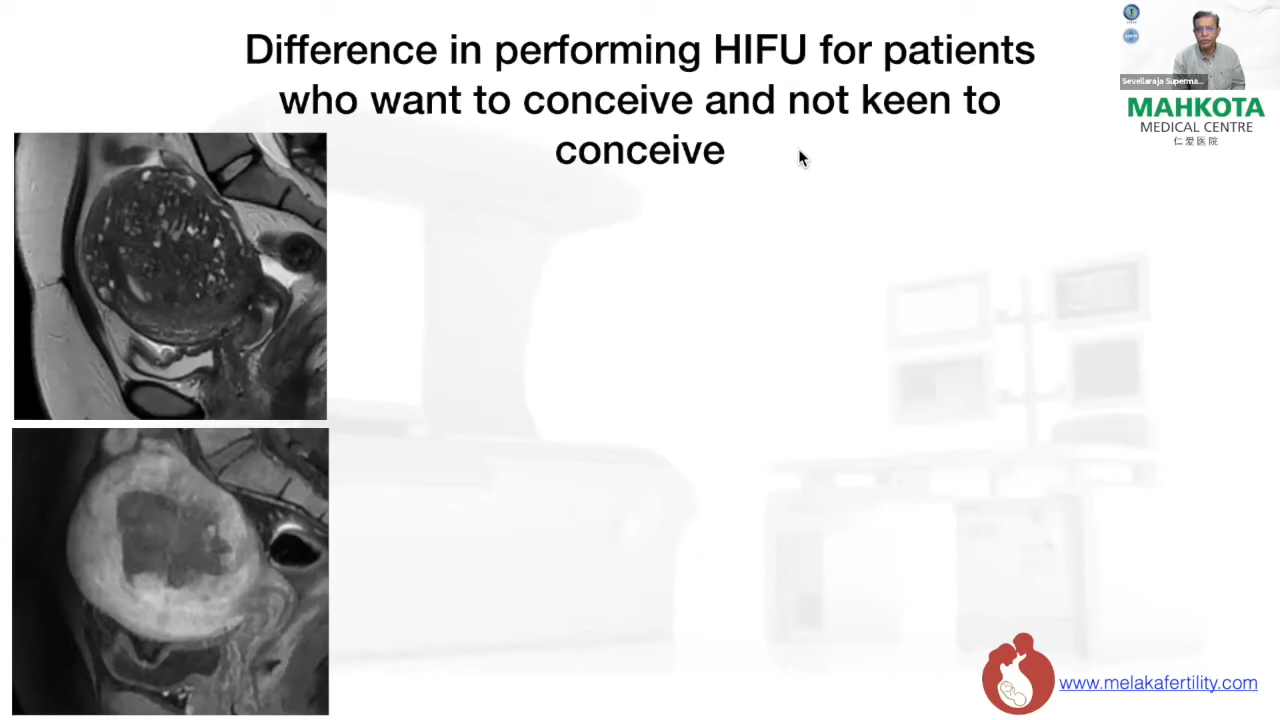 Difference in performing HIFU for patients
who want to conceive and not keen to
conceive
Sevellaraja Superma...
MAHKOTA
MEDICAL CENTRE
仁爱医院
www.melakafertility.com